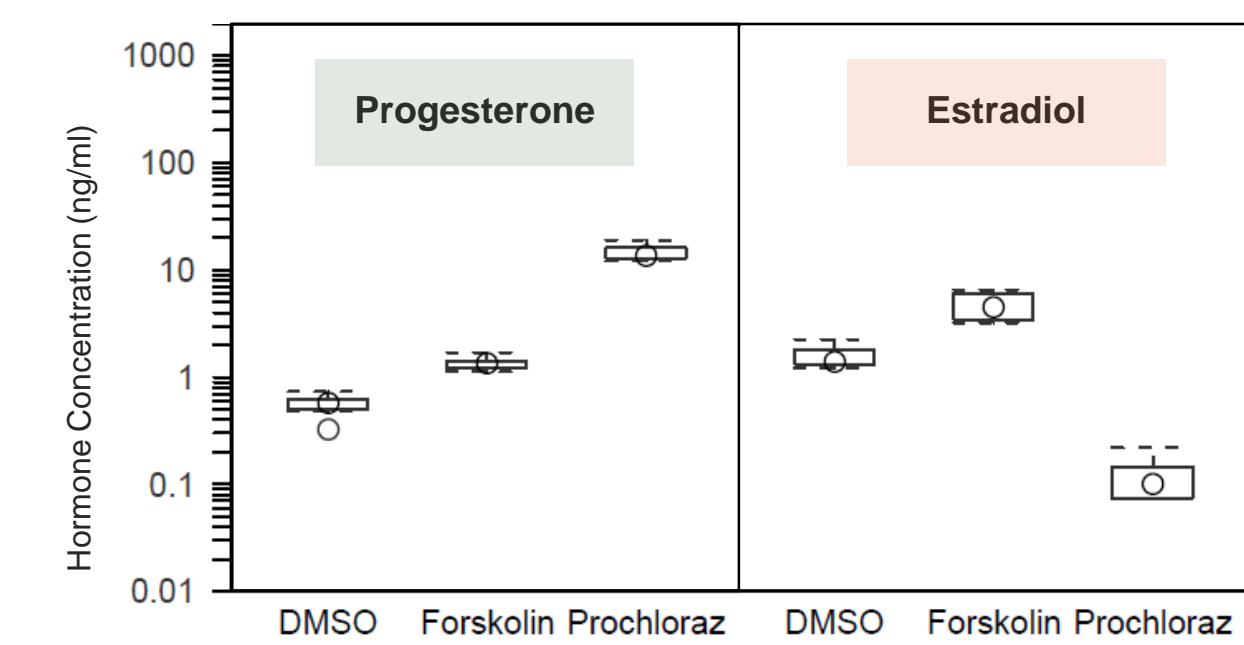 Hormone Concentration (ng/ml)
1000
100
10
1
0.1
0.01
Progesterone
Estradiol
DMSO Forskolin Prochloraz DMSO Forskolin Prochloraz